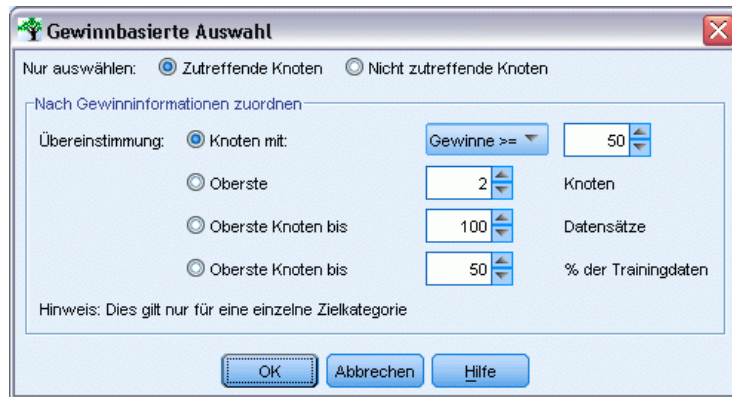 Gewinnbasierte Auswahl
Nur auswählen: Zutreffende Knoten Nicht zutreffende Knoten
Nach Gewinninformationen zuordnen
Übereinstimmung: Knoten mit: Gewinne >= 50
Oberste 2 Knoten
Oberste Knoten bis 100 Datensätze
Oberste Knoten bis 50 % der Trainingdaten
Hinweis: Dies gilt nur für eine einzelne Zielkategorie
OK Abbrechen Hilfe